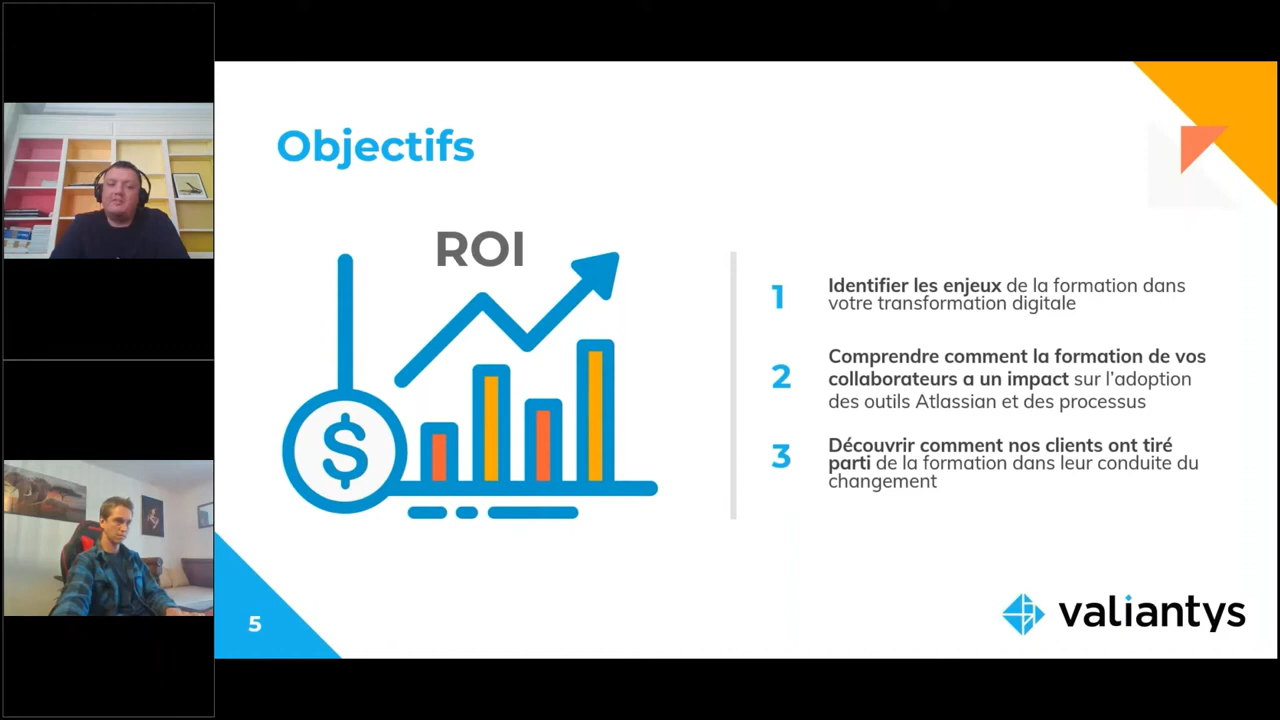 Objectifs
ROI
$
1
Identifier les enjeux de la formation dans
votre transformation digitale
2
Comprendre comment la formation de vos
collaborateurs a un impact sur l'adoption
des outils Atlassian et des processus
3
Découvrir comment nos clients ont tiré
parti de la formation dans leur conduite du
changement
5
valiantys